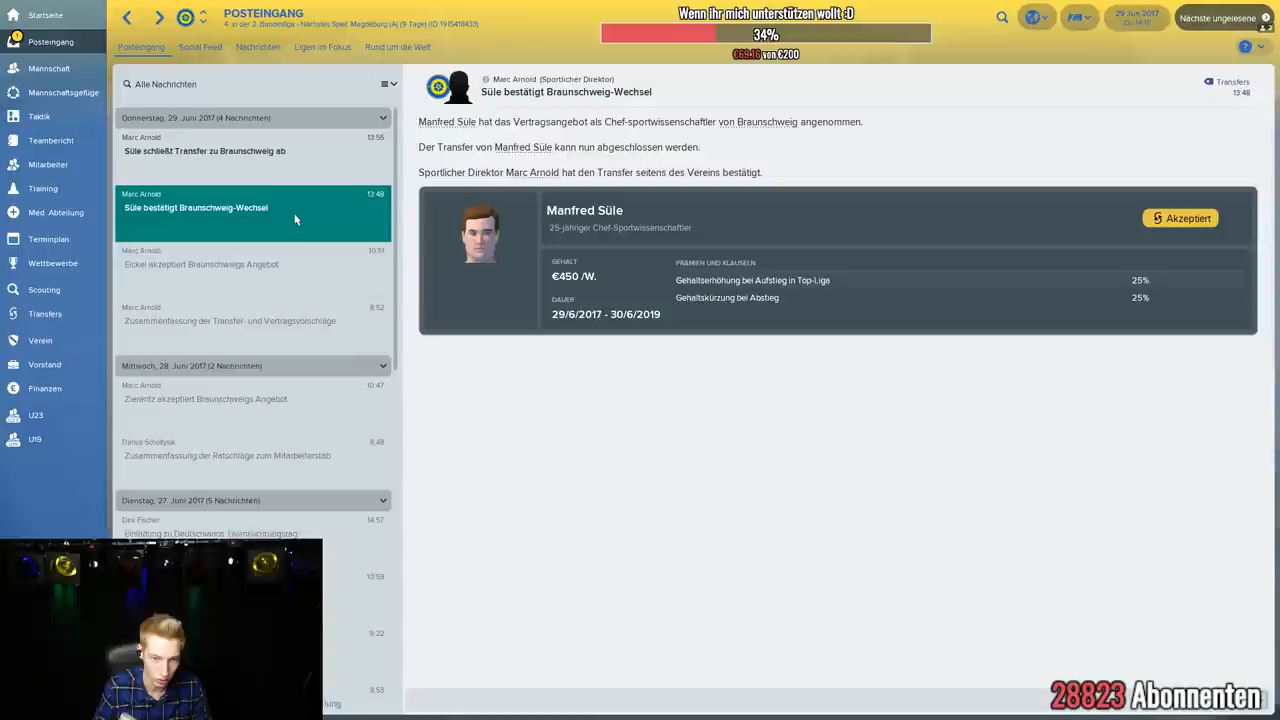 Startseite
Posteingang
Mannschaft
Mannschaftsgefüge
Taktik
Teambericht
Mitarbeiter
Training
Med. Abteilung
Terminplan
Wettbewerbe
Scouting
Transfers
Verein
Vorstand
Finanzen
U23
U19
POSTEINGANG
4. in der 2. Bundesliga - Nächstes Spiel: Magdeburg (A) (9 Tage) (ID:1915418433)
Wenn ihr mich unterstützen wollt :D
34%
€69.16 von €200
29 Jun 2017
Do 14:15
Nächste ungelesene
2
Posteingang
Social Feed
Nachrichten
Ligen im Fokus
Rund um die Welt
Alle Nachrichten
Donnerstag, 29. Juni 2017 (4 Nachrichten)
Marc Arnold 13:55
Süle schließt Transfer zu Braunschweig ab
Marc Arnold 13:48
Süle bestätigt Braunschweig-Wechsel
Marc Arnold 10:51
Eickel akzeptiert Braunschweigs Angebot
Marc Arnold 8:52
Zusammenfassung der Transfer- und Vertragsvorschläge
Mittwoch, 28. Juni 2017 (2 Nachrichten)
Marc Arnold 10:47
Zierentz akzeptiert Braunschweigs Angebot
Darius Scholtysik 8:48
Zusammenfassung der Ratschläge zum Mitarbeiterstab
Dienstag, 27. Juni 2017 (5 Nachrichten)
Dirk Fischer 14:57
10:59
9:22
8:53
Marc Arnold (Sportlicher Direktor)
Süle bestätigt Braunschweig-Wechsel
Transfers
13:48
Manfred Süle hat das Vertragsangebot als Chef-sportwissenschaftler von Braunschweig angenommen.
Der Transfer von Manfred Süle kann nun abgeschlossen werden.
Sportlicher Direktor Marc Arnold hat den Transfer seitens des Vereins bestätigt.
Manfred Süle
25-jähriger Chef-Sportwissenschaftler
Akzeptiert
GEHALT
€450 /W.
DAUER
29/6/2017 - 30/6/2019
PRÄMIEN UND KLAUSELN
Gehaltserhöhung bei Aufstieg in Top-Liga 25%
Gehaltskürzung bei Abstieg 25%
28823 Abonnenten